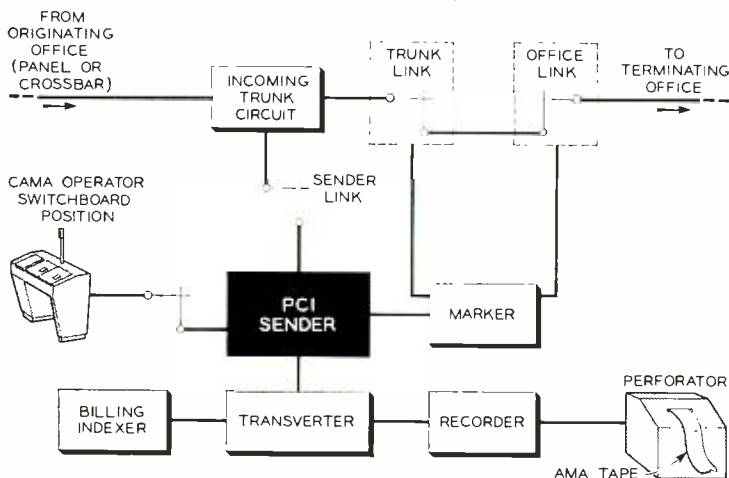 FROM
ORIGINATING
OFFICE
(PANEL OR
CROSSBAR)
INCOMING
TRUNK
CIRCUIT
TRUNK
LINK
OFFICE
LINK
TO
TERMINATING
OFFICE
SENDER
LINK
CAMA OPERATOR
SWITCHBOARD
POSITION
PCI
SENDER
MARKER
BILLING
INDEXER
TRANSVERTER
RECORDER
PERFORATOR
AMA TAPE